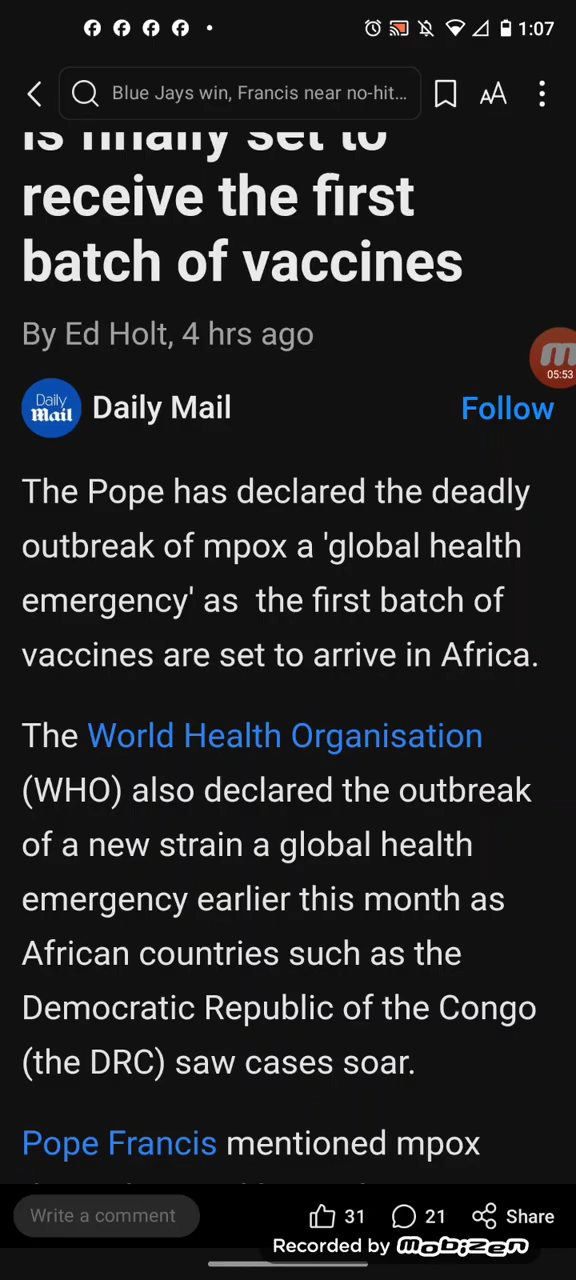 1:07
Blue Jays win, Francis near no-hit...
AA
is finally set to
receive the first
batch of vaccines
By Ed Holt, 4 hrs ago
m
05:53
Daily
Mail
Daily Mail
Follow
The Pope has declared the deadly
outbreak of mpox a 'global health
emergency' as  the first batch of
vaccines are set to arrive in Africa.
The World Health Organisation
(WHO) also declared the outbreak
of a new strain a global health
emergency earlier this month as
African countries such as the
Democratic Republic of the Congo
(the DRC) saw cases soar.
Pope Francis mentioned mpox
Write a comment
31
21
Share
Recorded by mobizen